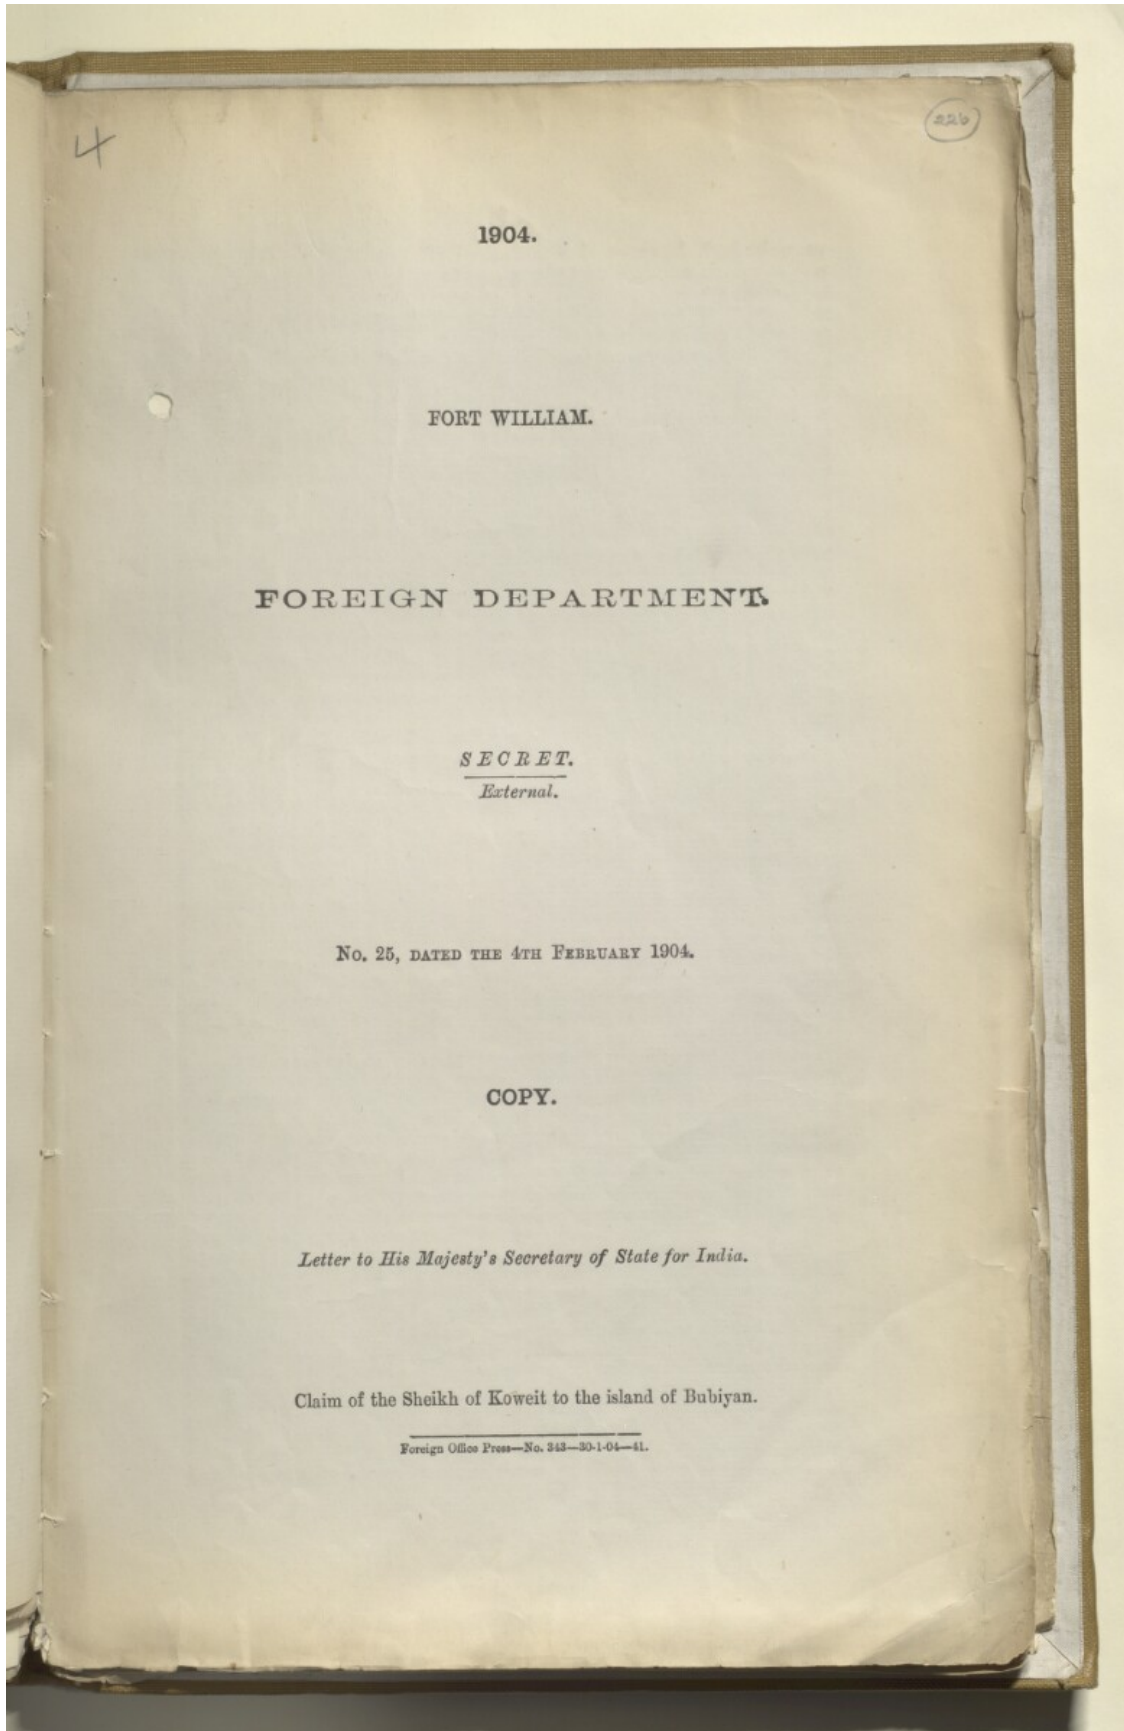 4
226
1904.
FORT WILLIAM.
FOREIGN DEPARTMENT.
SECRET.
External.
No. 25, DATED THE 4TH FEBRUARY 1904.
COPY.
Letter to His Majesty's Secretary of State for India.
Claim of the Sheikh of Koweit to the island of Bubiyan.
Foreign Office Press—No. 343—30-1-04—41.